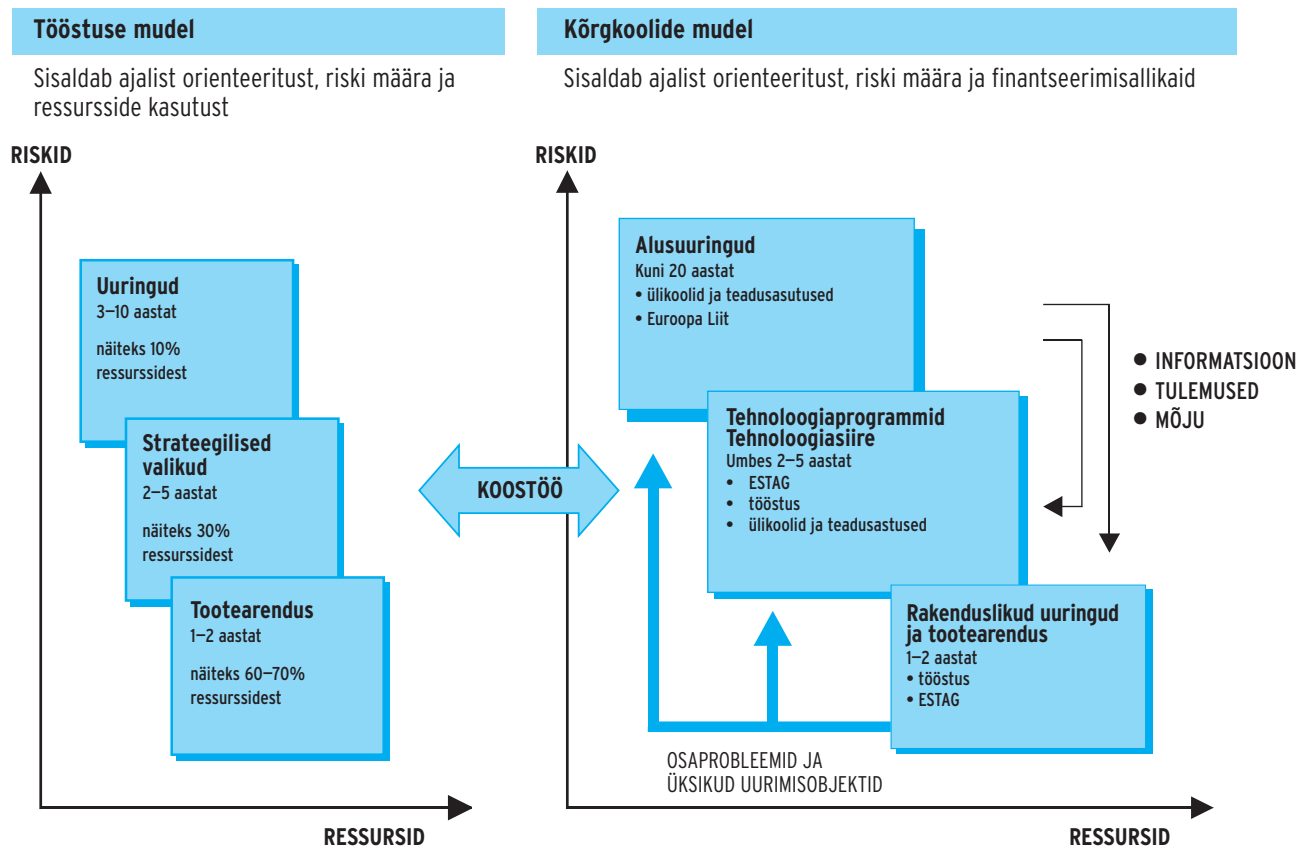 Tööstuse mudel
Sisaldab ajalist orienteeritust, riski määra ja
ressursside kasutust
RISKID
Uuringud
3–10 aastat
näiteks 10%
ressurssidest
Strateegilised
valikud
2–5 aastat
näiteks 30%
ressurssidest
Tootearendus
1–2 aastat
näiteks 60–70%
ressurssidest
RESSURSID
KOOSTÖÖ
Kõrgkoolide mudel
Sisaldab ajalist orienteeritust, riski määra ja finantseerimisallikaid
RISKID
Alusuuringud
Kuni 20 aastat
• ülikoolid ja teadusasutused
• Euroopa Liit
Tehnoloogiaprogrammid
Tehnoloogiasiire
Umbes 2–5 aastat
• ESTAG
• tööstus
• ülikoolid ja teadusastused
Rakenduslikud uuringud
ja tootearendus
1–2 aastat
• tööstus
• ESTAG
● INFORMATSIOON
● TULEMUSED
● MÕJU
OSAPROBLEEMID JA
ÜKSIKUD UURIMISOBJEKTID
RESSURSID